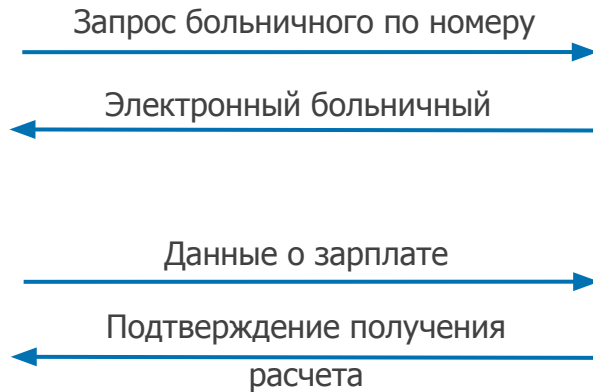 Запрос больничного по номеру
Электронный больничный
Данные о зарплате
Подтверждение получения
расчета